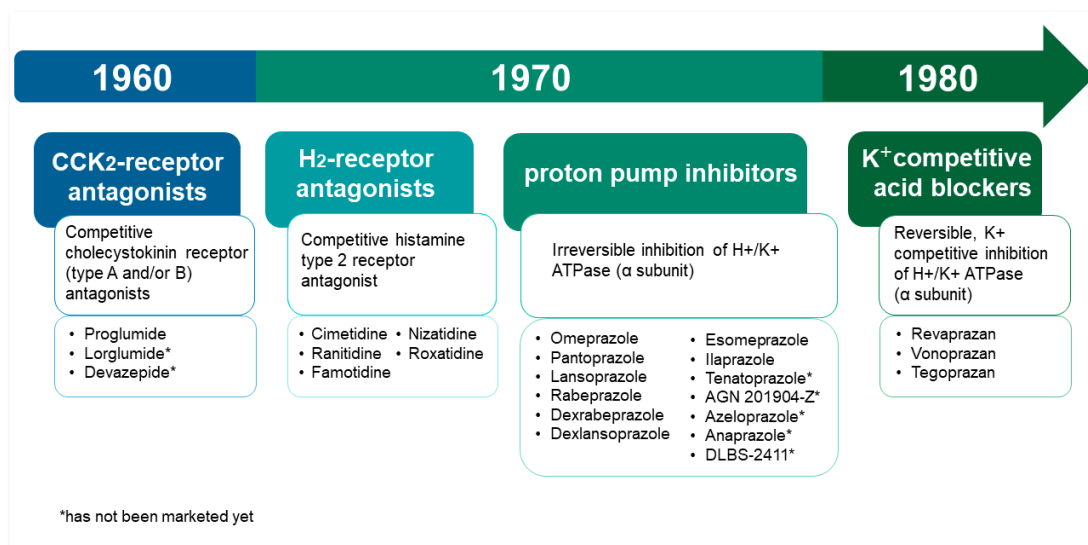 1960
1970
1980
CCK2-receptor
antagonists
Competitive
cholecystokinin receptor
(type A and/or B)
antagonists
• Proglumide
• Lorglumide*
• Devazepide*
H2-receptor
antagonists
Competitive histamine
type 2 receptor
antagonist
• Cimetidine
• Ranitidine
• Famotidine
• Nizatidine
• Roxatidine
proton pump inhibitors
Irreversible inhibition of H+/K+
ATPase (α subunit)
• Omeprazole
• Pantoprazole
• Lansoprazole
• Rabeprazole
• Dexrabeprazole
• Dexlansoprazole
• Esomeprazole
• Ilaprazole
• Tenatoprazole*
• AGN 201904-Z*
• Azeloprazole*
• Anaprazole*
• DLBS-2411*
K+competitive
acid blockers
Reversible, K+
competitive inhibition
of H+/K+ ATPase
(α subunit)
• Revaprazan
• Vonoprazan
• Tegoprazan
*has not been marketed yet